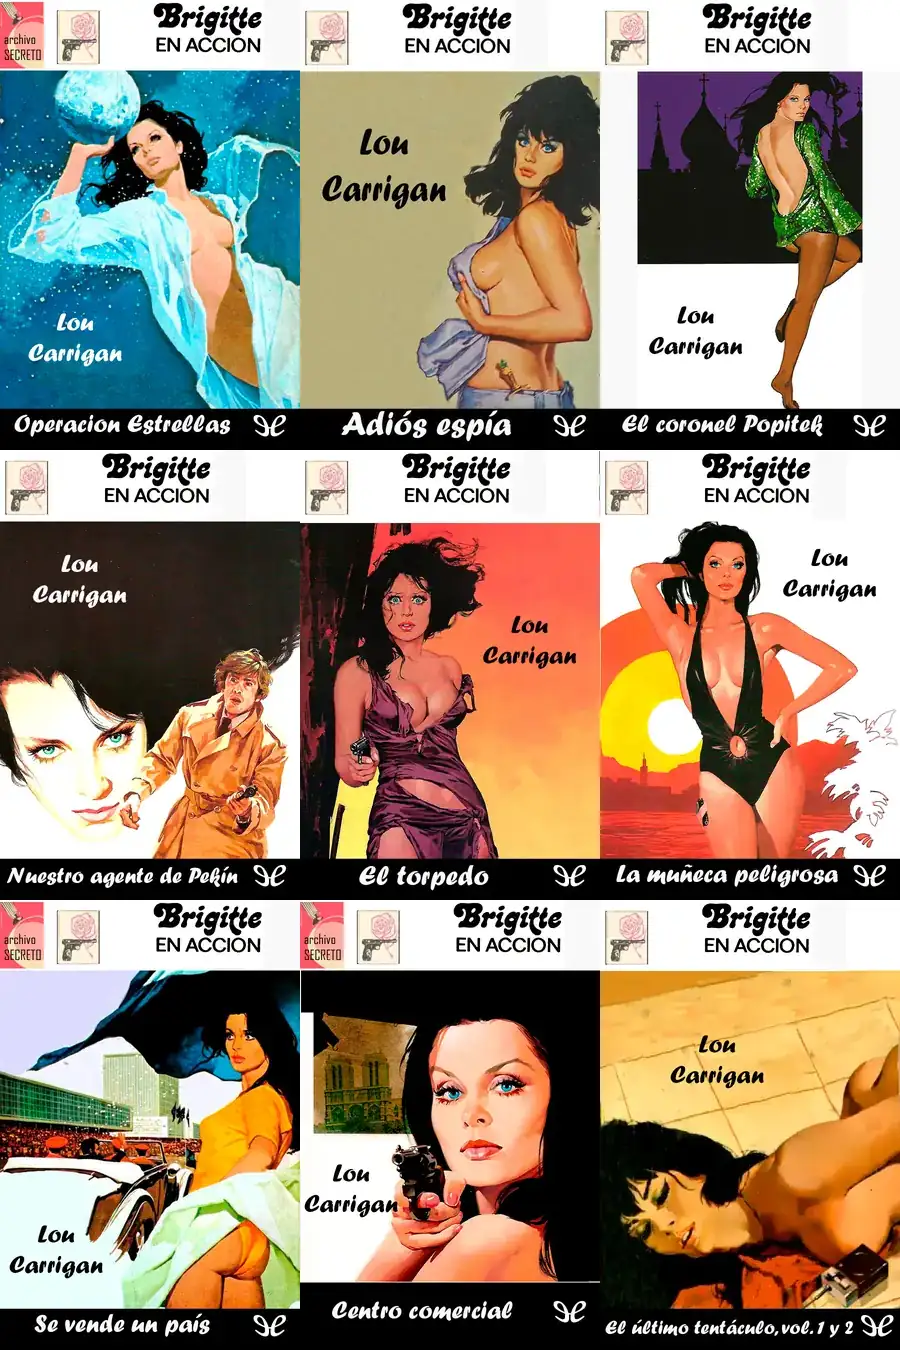 archivo
SECRETO
Brigitte
EN ACCION
Lou
Carrigan
Operacion Estrellas
Brigitte
EN ACCION
Lou
Carrigan
Adiós espía
Brigitte
EN ACCION
Lou
Carrigan
El coronel Popitek
Brigitte
EN ACCION
Lou
Carrigan
Nuestro agente de Pekín
Brigitte
EN ACCION
Lou
Carrigan
El torpedo
Brigitte
EN ACCION
Lou
Carrigan
La muñeca peligrosa
archivo
SECRETO
Brigitte
EN ACCION
Lou
Carrigan
Se vende un país
archivo
SECRETO
Brigitte
EN ACCION
Lou
Carrigan
Centro comercial
Brigitte
EN ACCION
Lou
Carrigan
El último tentáculo, vol. 1 y 2